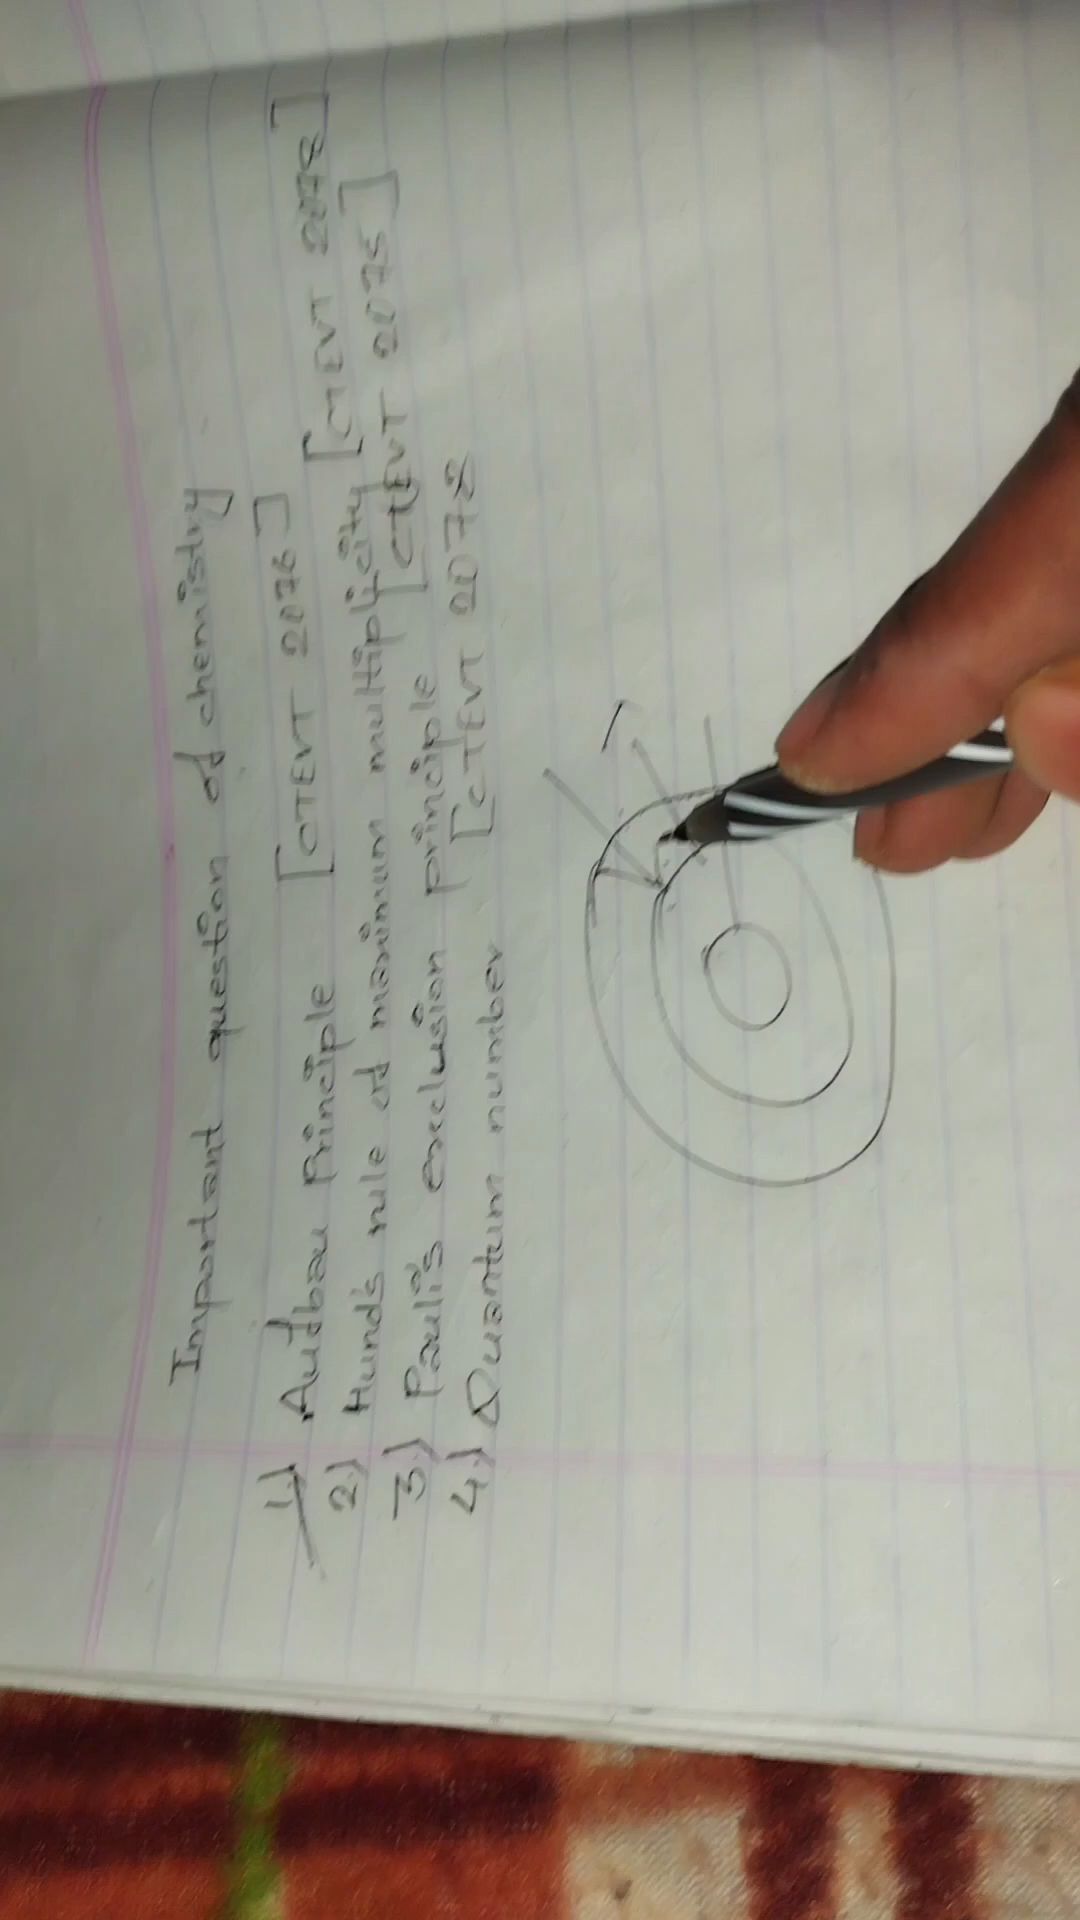 Important question of chemistry
1.) Aufbau Principle [CTEVT 2076]
2.) Hund's rule of maximum multiplicity [CTEVT 2078]
3.) Pauli's exclusion principle [CTEVT 2075]
4.) Quantum number [CTEVT 2078